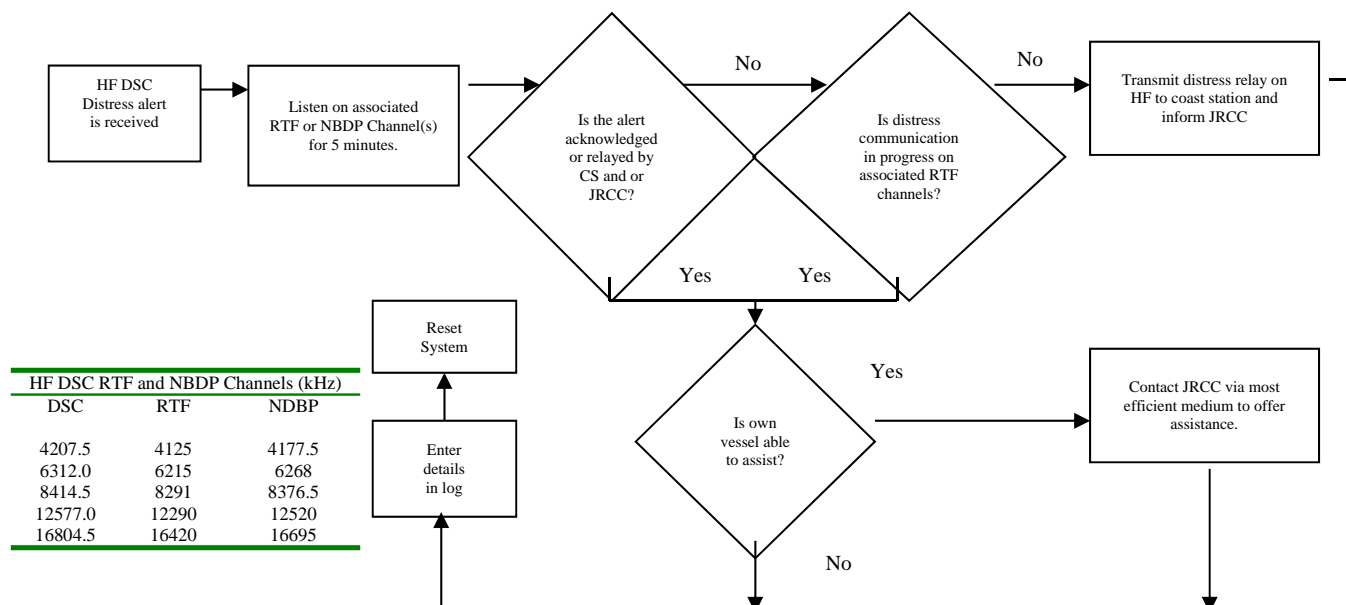 HF DSC
Distress alert
is received
Listen on associated
RTF or NBDP Channel(s)
for 5 minutes.
Is the alert
acknowledged
or relayed by
CS and or
JRCC?
No
Is distress
communication
in progress on
associated RTF
channels?
No
Transmit distress relay on
HF to coast station and
inform JRCC
Yes
Yes
Reset
System
HF DSC RTF and NBDP Channels (kHz)
DSC RTF NDBP
4207.5 4125 4177.5
6312.0 6215 6268
8414.5 8291 8376.5
12577.0 12290 12520
16804.5 16420 16695
Enter
details
in log
Is own
vessel able
to assist?
Yes
Contact JRCC via most
efficient medium to offer
assistance.
No